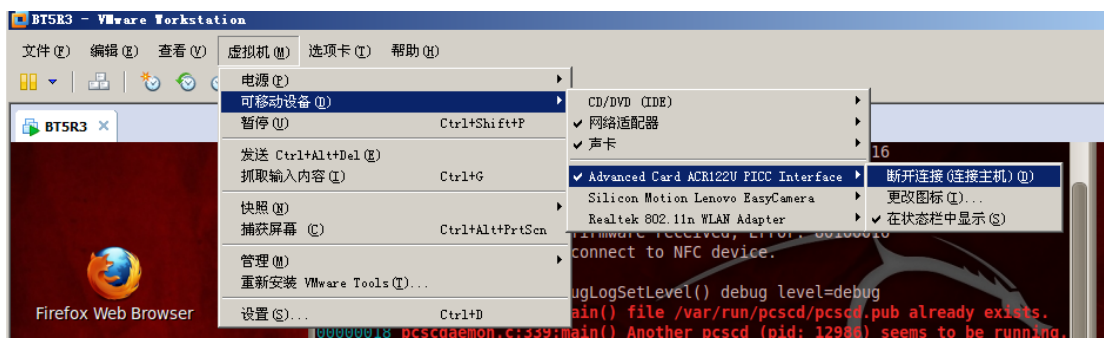 BT5R3 - VMware Workstation
文件(F) 编辑(E) 查看(V) 虚拟机(M) 选项卡(T) 帮助(H)
电源(P)
可移动设备(D)
暂停(U) Ctrl+Shift+P
发送 Ctrl+Alt+Del(E)
抓取输入内容(I) Ctrl+G
快照(N)
捕获屏幕 (C) Ctrl+Alt+PrtScn
管理(M)
重新安装 VMware Tools(T)...
设置(S)... Ctrl+D
CD/DVD (IDE)
网络适配器
声卡
Advanced Card ACR122U PICC Interface
Silicon Motion Lenovo EasyCamera
Realtek 802.11n WLAN Adapter
断开连接(连接主机)(D)
更改图标(I)...
在状态栏中显示(S)
BT5R3
Firefox Web Browser
16
connect to NFC device.
ugLogSetLevel() debug level=debug
ain() file /var/run/pcscd/pcscd.pub already exists.
00000018 pcscdaemon.c:339:main() Another pcscd (pid: 12986) seems to be running.